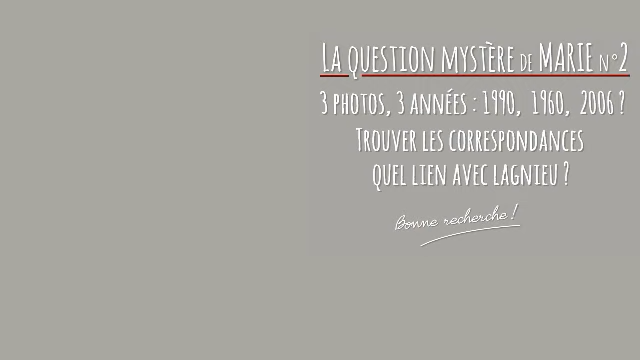 La question mystère de Marie n°2
3 photos, 3 années : 1990, 1960, 2006 ?
Trouver les correspondances
quel lien avec lagnieu ?
Bonne recherche !